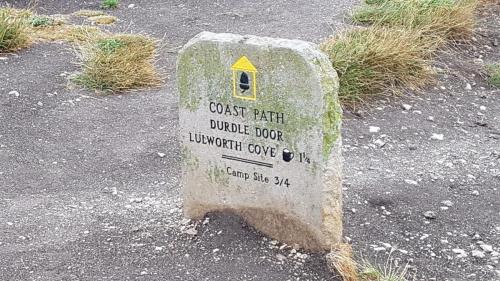 COAST PATH
DURDLE DOOR
LULWORTH COVE 1¼
Camp Site 3/4